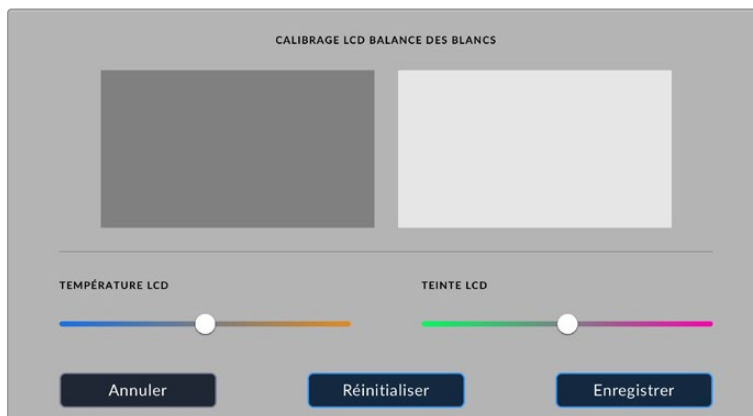 CALIBRAGE LCD BALANCE DES BLANCS
TEMPÉRATURE LCD
TEINTE LCD
Annuler
Réinitialiser
Enregistrer